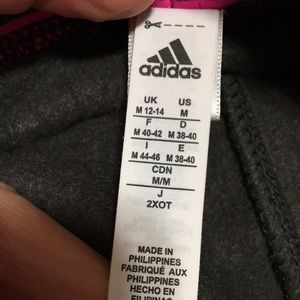 adidas
UK US
M 12-14 M
F D
M 40-42 M 38-40
I E
M 44-46 M 38-40
CDN
M/M
J
2XOT
MADE IN
PHILIPPINES
FABRIQUÉ AUX
PHILIPPINES
HECHO EN
FILIPINAS